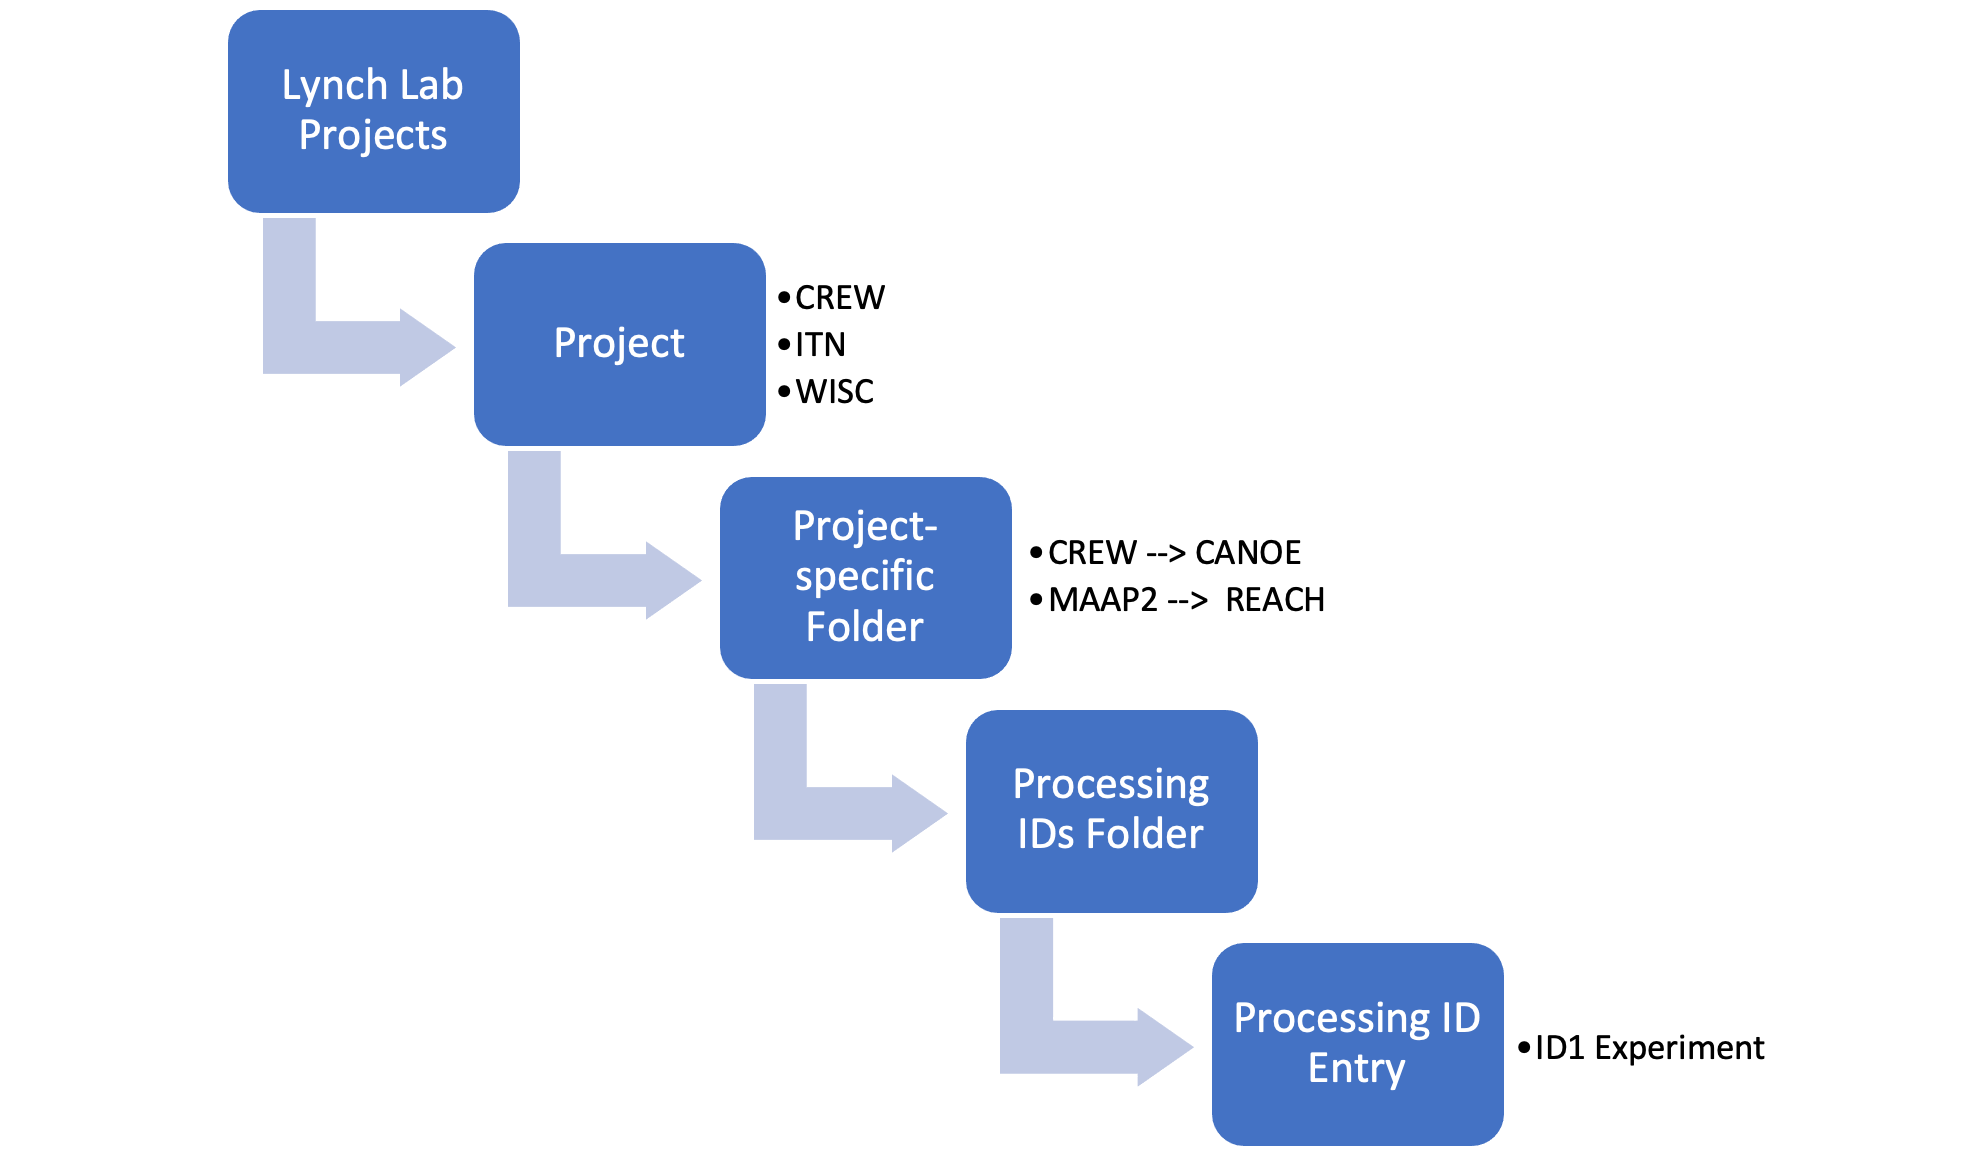 Lynch Lab
Projects
Project
•CREW
•ITN
•WISC
Project-
specific
Folder
•CREW --> CANOE
•MAAP2 --> REACH
Processing
IDs Folder
Processing ID
Entry
•ID1 Experiment